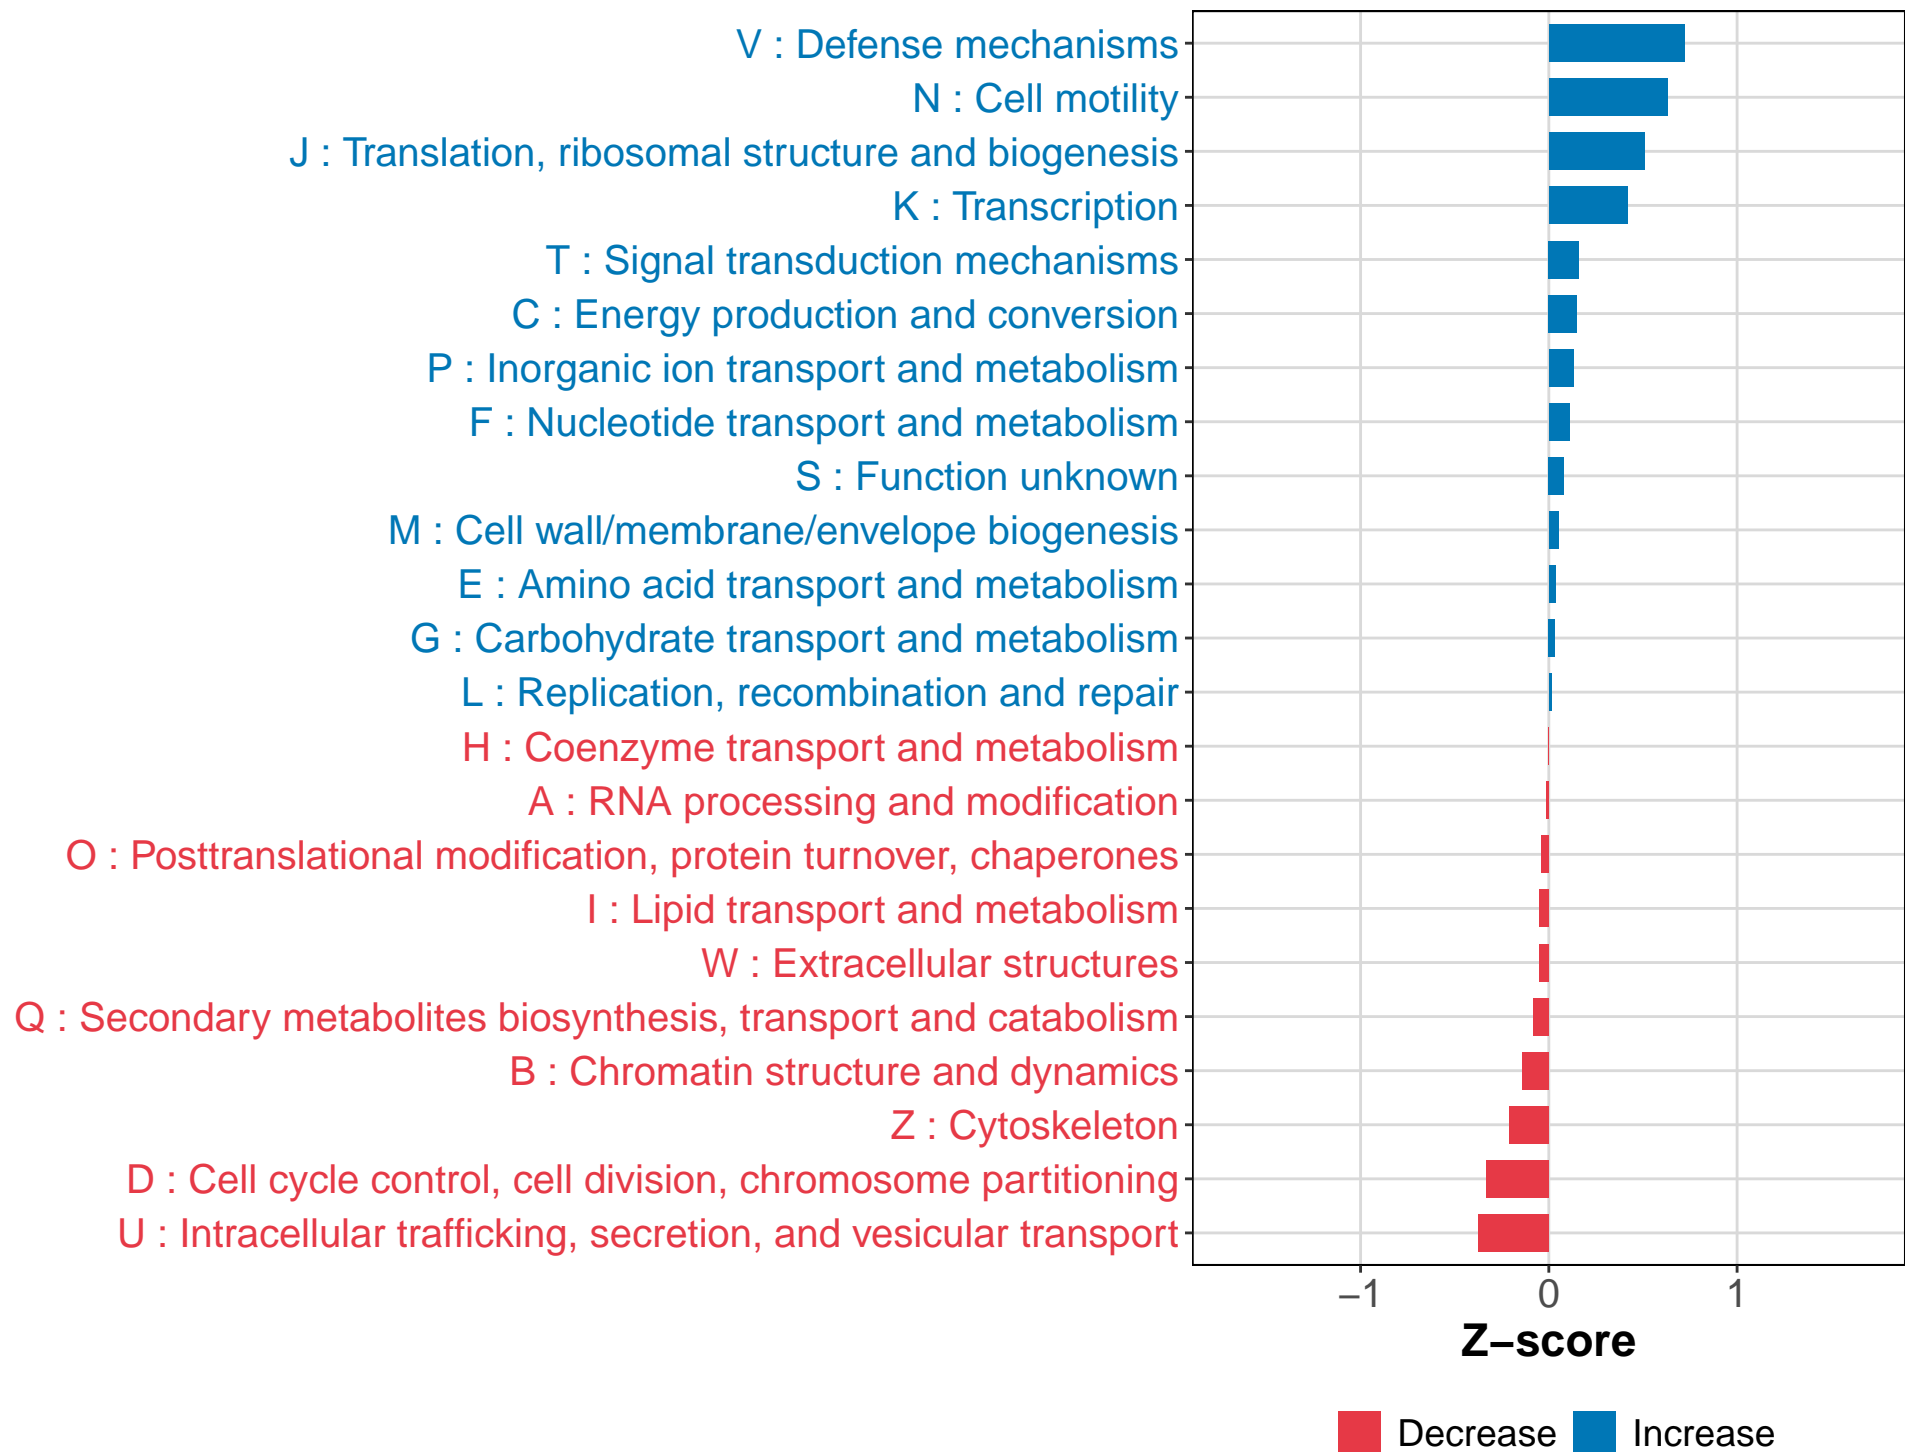 V : Defense mechanisms
N : Cell motility
J : Translation, ribosomal structure and biogenesis
K : Transcription
T : Signal transduction mechanisms
C : Energy production and conversion
P : Inorganic ion transport and metabolism
F : Nucleotide transport and metabolism
S : Function unknown
M : Cell wall/membrane/envelope biogenesis
E : Amino acid transport and metabolism
G : Carbohydrate transport and metabolism
L : Replication, recombination and repair
H : Coenzyme transport and metabolism
A : RNA processing and modification
O : Posttranslational modification, protein turnover, chaperones
I : Lipid transport and metabolism
W : Extracellular structures
Q : Secondary metabolites biosynthesis, transport and catabolism
B : Chromatin structure and dynamics
Z : Cytoskeleton
D : Cell cycle control, cell division, chromosome partitioning
U : Intracellular trafficking, secretion, and vesicular transport
−1 0 1
Z−score
Decrease Increase